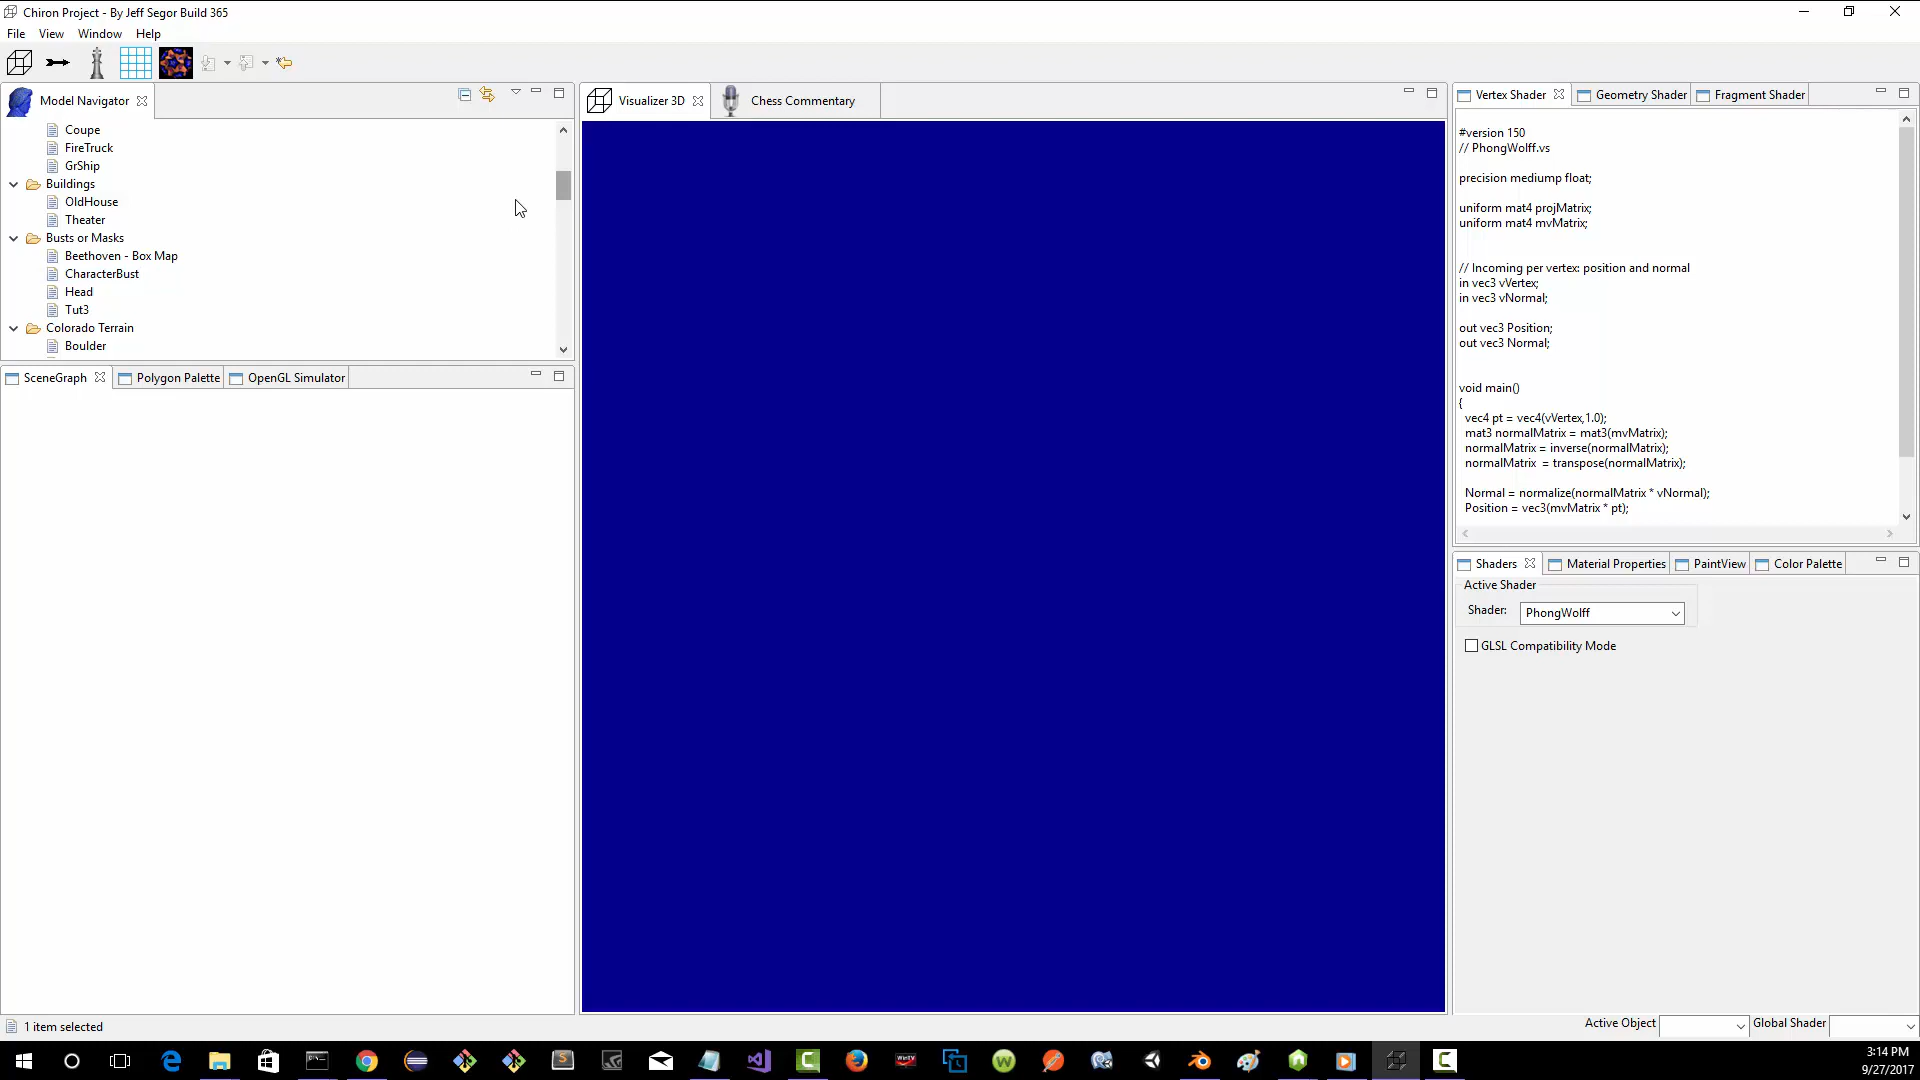 Chiron Project - By Jeff Segor Build 365
File View Window Help
Model Navigator
Coupe
FireTruck
GrShip
Buildings
OldHouse
Theater
Busts or Masks
Beethoven - Box Map
CharacterBust
Head
Tut3
Colorado Terrain
Boulder
SceneGraph Polygon Palette OpenGL Simulator
Visualizer 3D Chess Commentary
Vertex Shader Geometry Shader Fragment Shader
#version 150
// PhongWolff.vs
precision mediump float;
uniform mat4 projMatrix;
uniform mat4 mvMatrix;
// Incoming per vertex: position and normal
in vec3 vVertex;
in vec3 vNormal;
out vec3 Position;
out vec3 Normal;
void main()
{
vec4 pt = vec4(vVertex,1.0);
mat3 normalMatrix = mat3(mvMatrix);
normalMatrix = inverse(normalMatrix);
normalMatrix = transpose(normalMatrix);
Normal = normalize(normalMatrix * vNormal);
Position = vec3(mvMatrix * pt);
Shaders Material Properties PaintView Color Palette
Active Shader
Shader: PhongWolff
GLSL Compatibility Mode
1 item selected
Active Object Global Shader
3:14 PM
9/27/2017